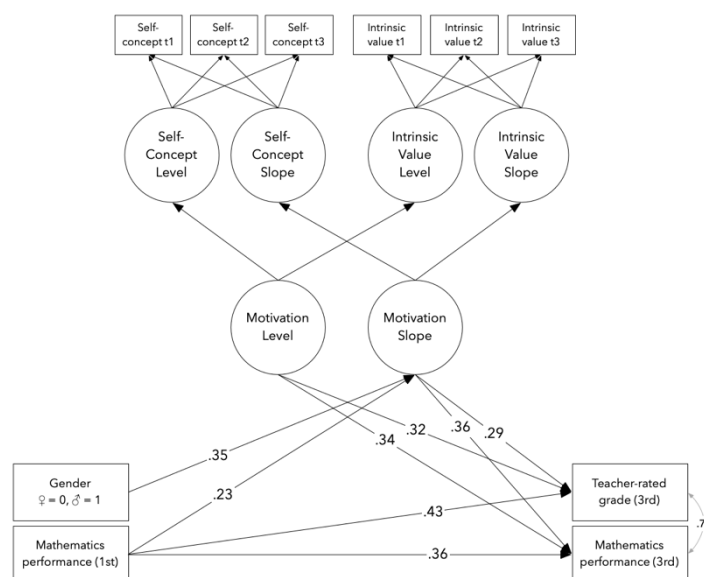 Self-
concept t1
Self-
concept t2
Self-
concept t3
Intrinsic
value t1
Intrinsic
value t2
Intrinsic
value t3
Self-
Concept
Level
Self-
Concept
Slope
Intrinsic
Value
Level
Intrinsic
Value
Slope
Motivation
Level
Motivation
Slope
.32
.36
.29
.34
.35
.23
Gender
♀ = 0, ♂ = 1
Teacher-rated
grade (3rd)
.43
Mathematics
performance (1st)
.36
Mathematics
performance (3rd)